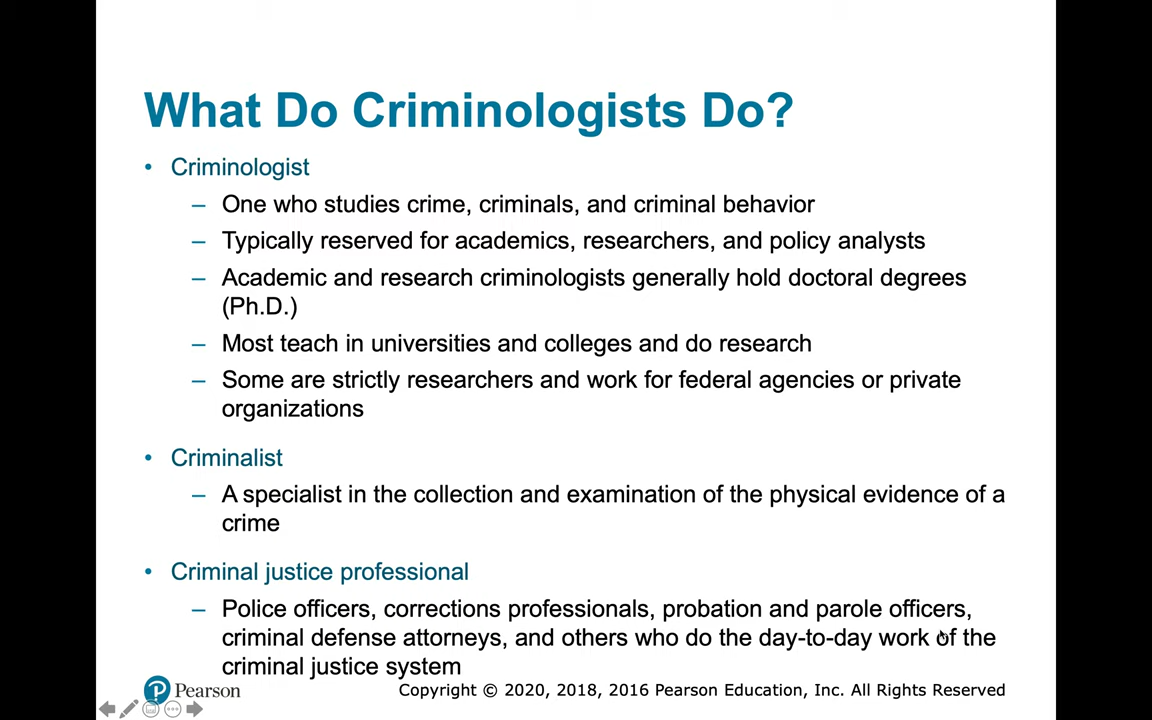 What Do Criminologists Do?
• Criminologist
– One who studies crime, criminals, and criminal behavior
– Typically reserved for academics, researchers, and policy analysts
– Academic and research criminologists generally hold doctoral degrees
(Ph.D.)
– Most teach in universities and colleges and do research
– Some are strictly researchers and work for federal agencies or private
organizations
• Criminalist
– A specialist in the collection and examination of the physical evidence of a
crime
• Criminal justice professional
– Police officers, corrections professionals, probation and parole officers,
criminal defense attorneys, and others who do the day-to-day work of the
criminal justice system
P Pearson
Copyright © 2020, 2018, 2016 Pearson Education, Inc. All Rights Reserved